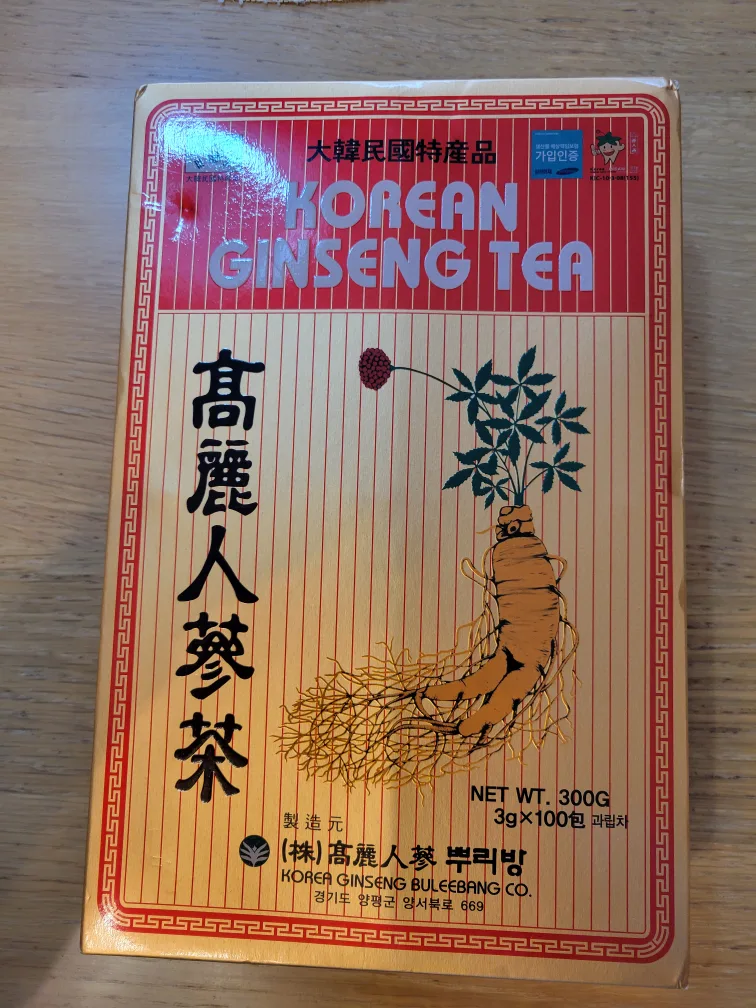 大韓民國特産品
가입인증
KOREAN
GINSENG TEA
高麗人蔘茶
NET WT. 300G
3g×100包 과립차
製造元
(株)高麗人蔘 뿌리방
KOREA GINSENG BULEEBANG CO.
경기도 양평군 양서북로 669